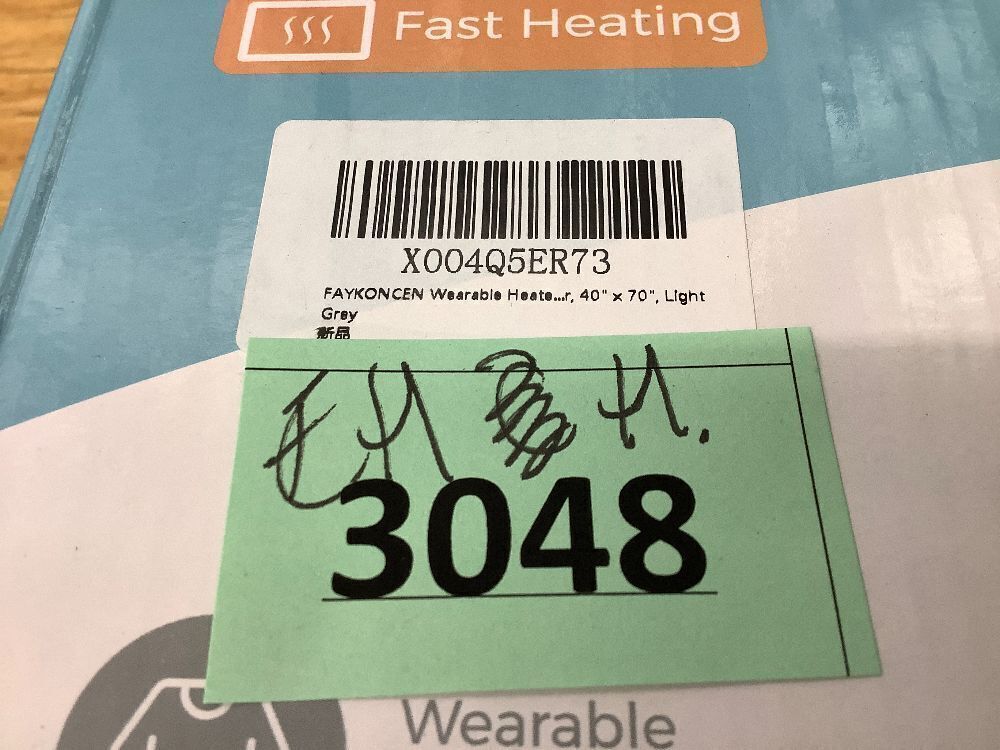 Fast Heating
X004Q5ER73
FAYKONCEN Wearable Heate...r, 40" x 70", Light
Grey
新品
3048
Wearable